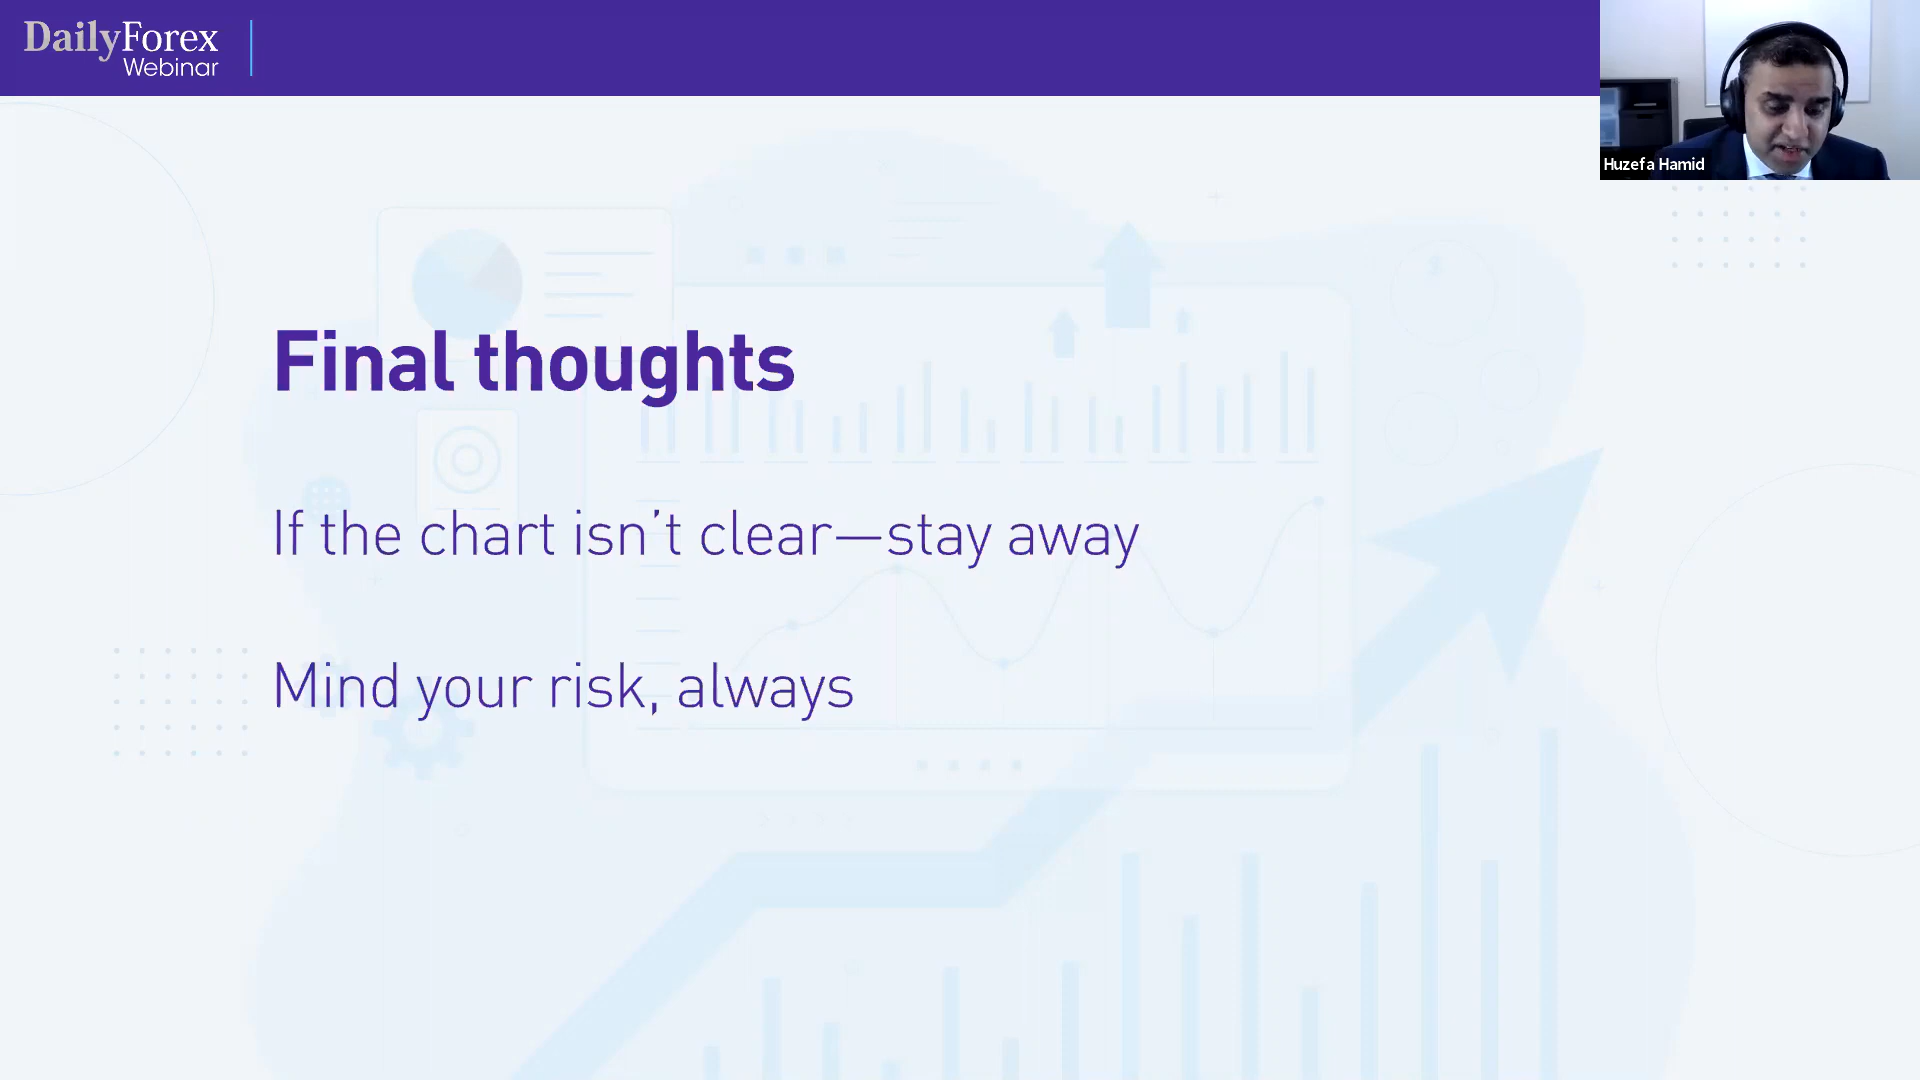 DailyForex
Webinar
Huzefa Hamid
Final thoughts
If the chart isn’t clear—stay away
Mind your risk, always